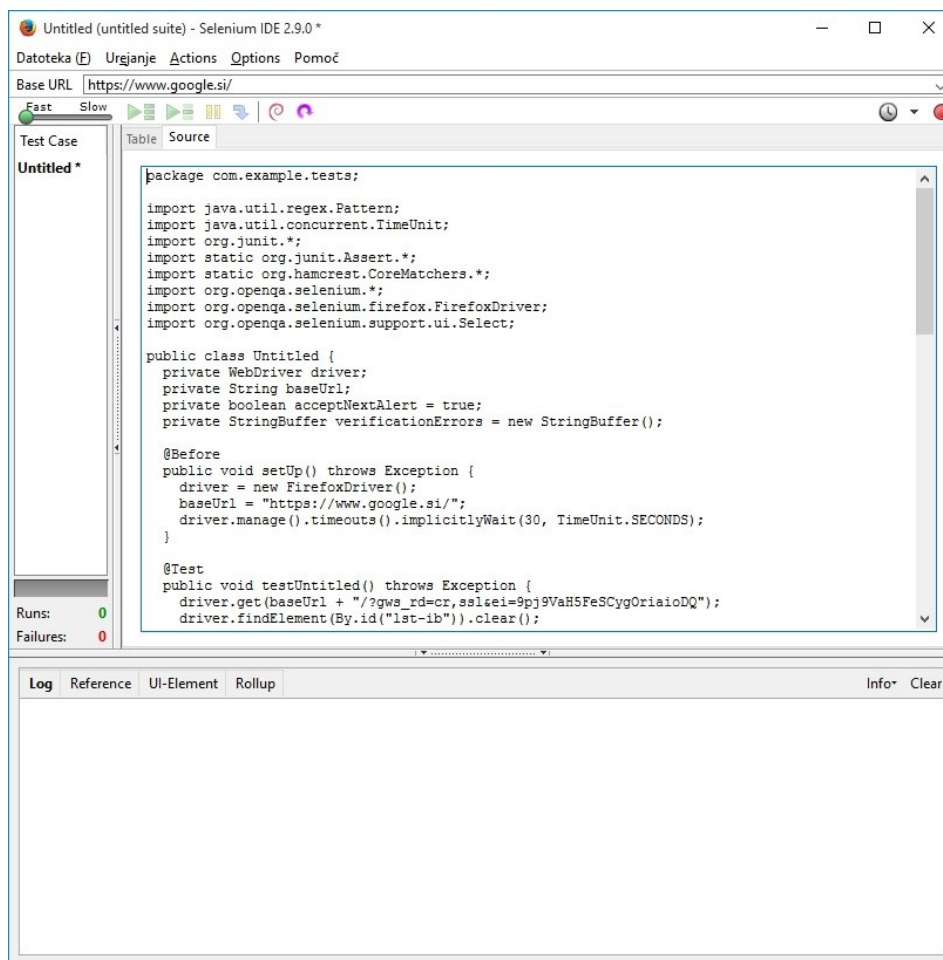 Untitled (untitled suite) - Selenium IDE 2.9.0 *
Datoteka (F) Urejanje Actions Options Pomoč
Base URL https://www.google.si/
Fast Slow
Test Case
Table Source
Untitled *
package com.example.tests;
import java.util.regex.Pattern;
import java.util.concurrent.TimeUnit;
import org.junit.*;
import static org.junit.Assert.*;
import static org.hamcrest.CoreMatchers.*;
import org.openqa.selenium.*;
import org.openqa.selenium.firefox.FirefoxDriver;
import org.openqa.selenium.support.ui.Select;
public class Untitled {
private WebDriver driver;
private String baseUrl;
private boolean acceptNextAlert = true;
private StringBuffer verificationErrors = new StringBuffer();
@Before
public void setUp() throws Exception {
driver = new FirefoxDriver();
baseUrl = "https://www.google.si/";
driver.manage().timeouts().implicitlyWait(30, TimeUnit.SECONDS);
}
@Test
public void testUntitled() throws Exception {
driver.get(baseUrl + "/?gws_rd=cr,ssl&ei=9pj9VaH5FeSCygOriaioDQ");
driver.findElement(By.id("lst-ib")).clear();
Runs: 0
Failures: 0
Log Reference UI-Element Rollup Info Clear